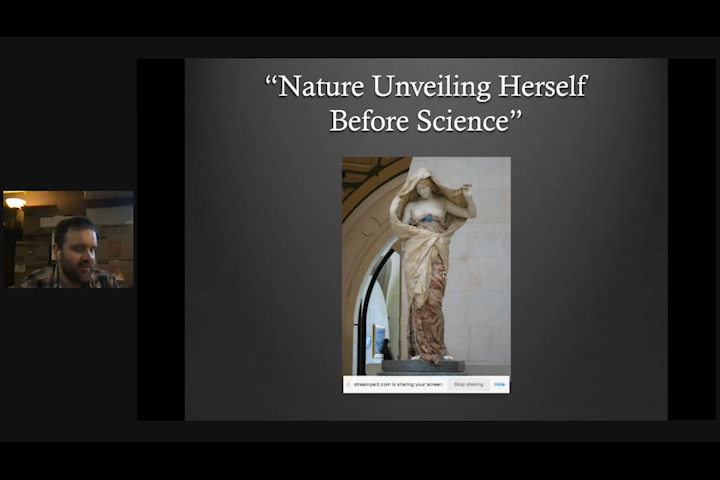 “Nature Unveiling Herself
Before Science”
streamyard.com is sharing your screen. Stop sharing Hide